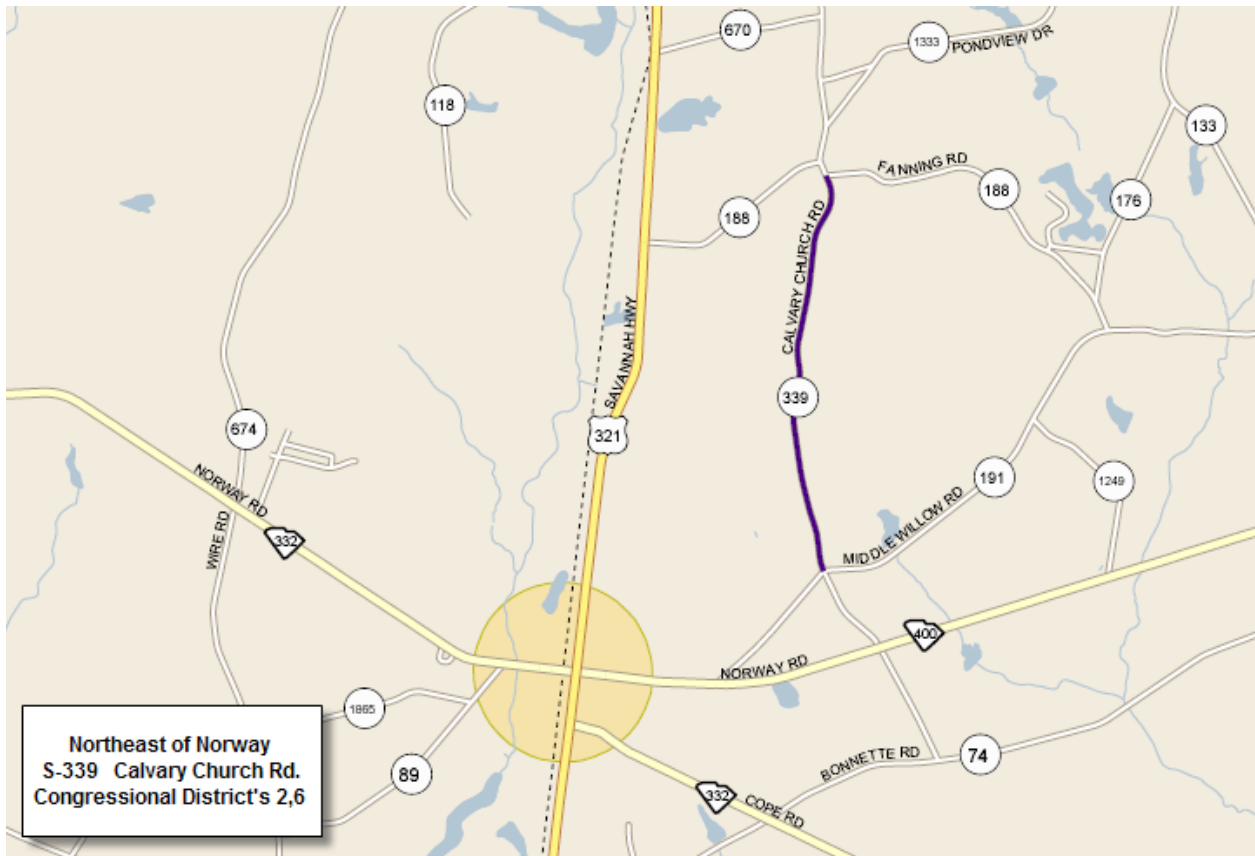 670
1333
PONDVIEW DR
118
133
FANNING RD
188
188
176
CALVARY CHURCH RD
SAVANNAH HWY
339
674
321
NORWAY RD
191
1249
MIDDLE WILLOW RD
WIRE RD
332
400
NORWAY RD
1865
89
BONNETTE RD
74
332
COPE RD
Northeast of Norway
S-339 Calvary Church Rd.
Congressional District's 2,6